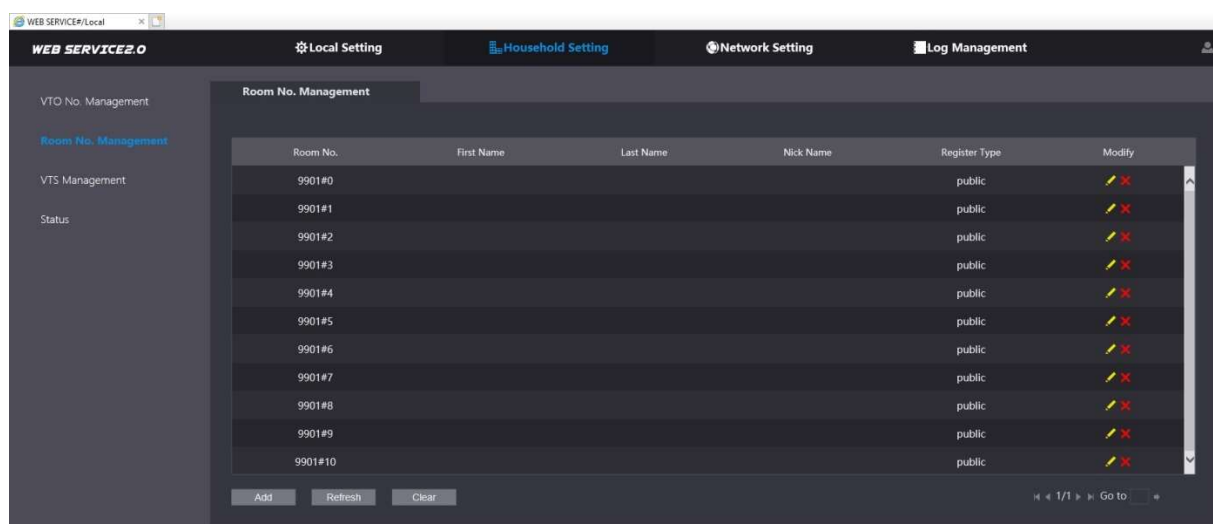 WEB SERVICE#/Local
WEB SERVICE2.0
Local Setting
Household Setting
Network Setting
Log Management
VTO No. Management
Room No. Management
VTS Management
Status
Room No. Management
Room No. First Name Last Name Nick Name Register Type Modify
9901#0 public
9901#1 public
9901#2 public
9901#3 public
9901#4 public
9901#5 public
9901#6 public
9901#7 public
9901#8 public
9901#9 public
9901#10 public
Add Refresh Clear
1/1 Go to